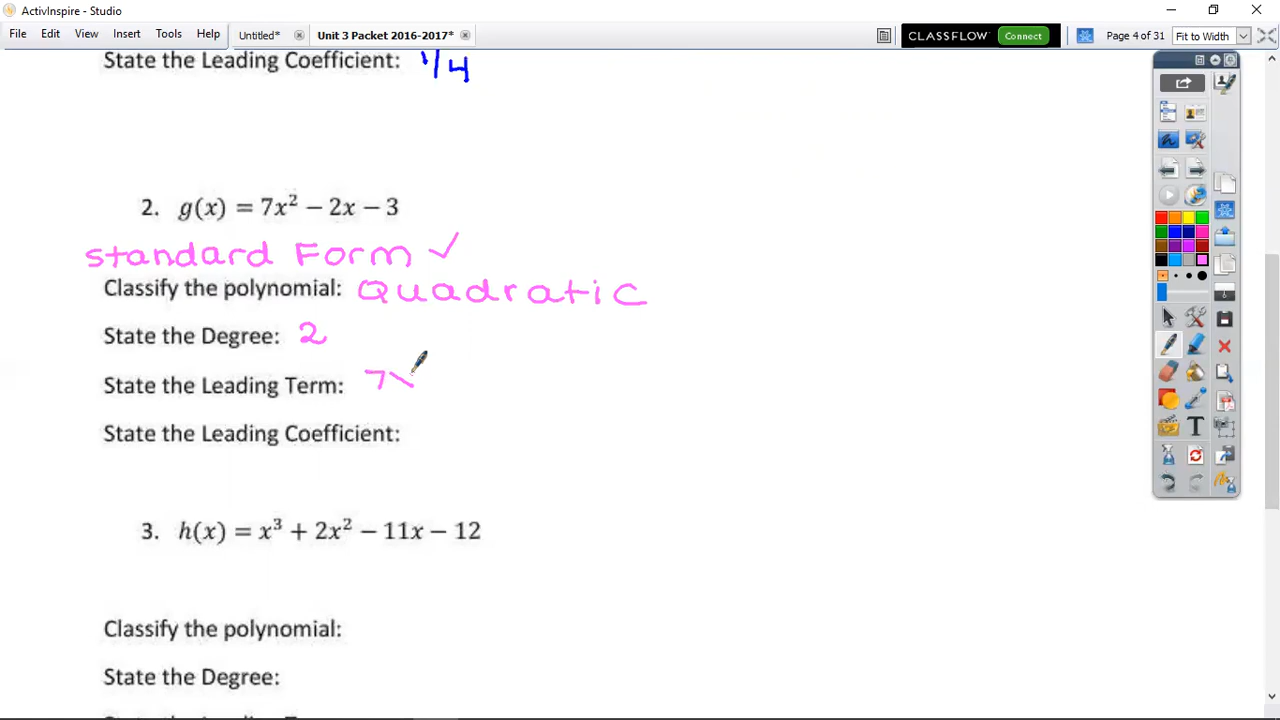 ActivInspire - Studio
File Edit View Insert Tools Help Untitled* Unit 3 Packet 2016-2017* CLASSFLOW Connect Page 4 of 31 Fit to Width
State the Leading Coefficient: 1/4
2. g(x) = 7x² − 2x − 3
standard Form ✓
Classify the polynomial: Quadratic
State the Degree: 2
State the Leading Term: 7
State the Leading Coefficient:
3. h(x) = x³ + 2x² − 11x − 12
Classify the polynomial:
State the Degree: